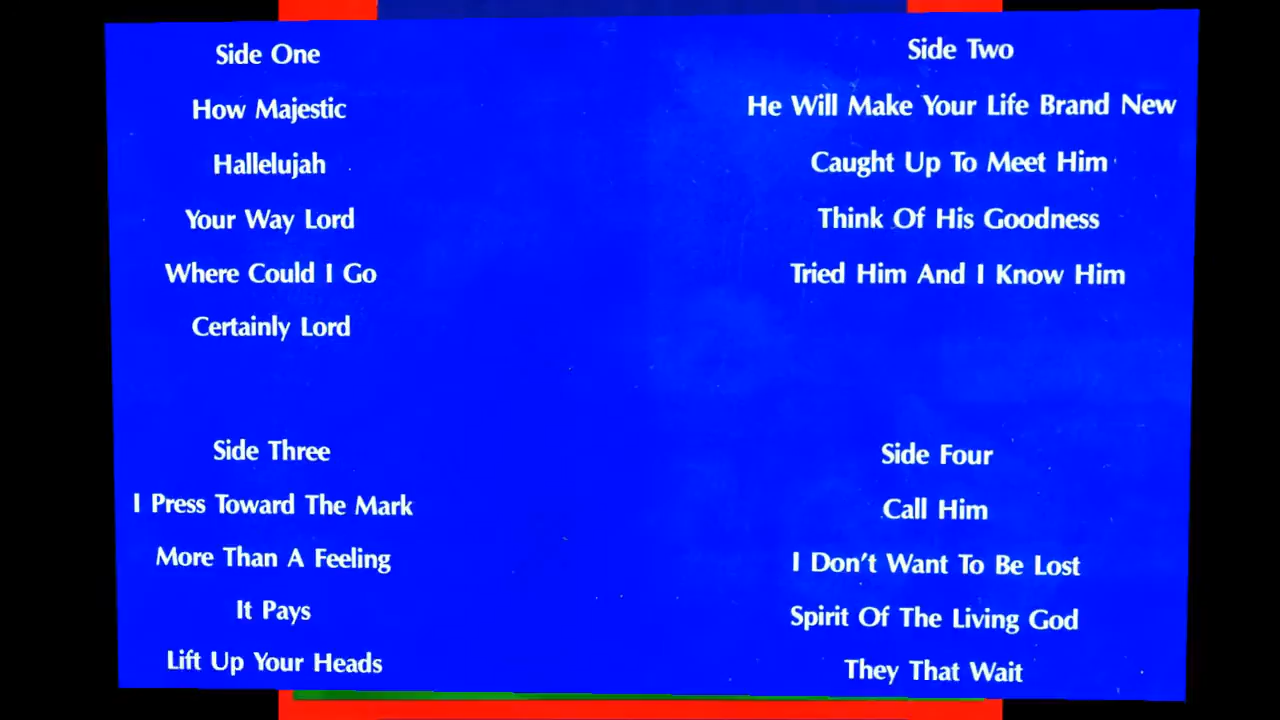 Side One
How Majestic
Hallelujah
Your Way Lord
Where Could I Go
Certainly Lord
Side Two
He Will Make Your Life Brand New
Caught Up To Meet Him
Think Of His Goodness
Tried Him And I Know Him
Side Three
I Press Toward The Mark
More Than A Feeling
It Pays
Lift Up Your Heads
Side Four
Call Him
I Don't Want To Be Lost
Spirit Of The Living God
They That Wait